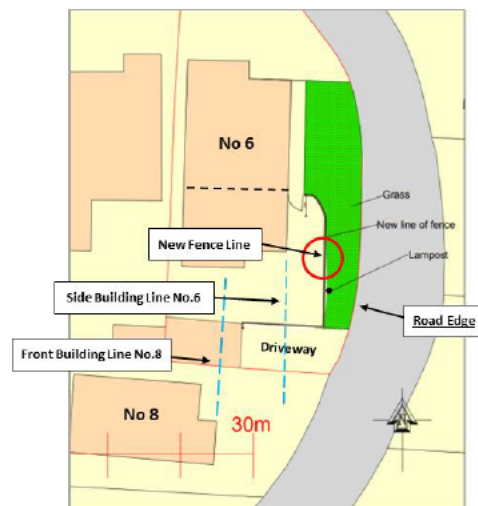 No 6
Grass
New line of fence
New Fence Line
Lampost
Side Building Line No.6
Road Edge
Driveway
Front Building Line No.8
No 8
30m